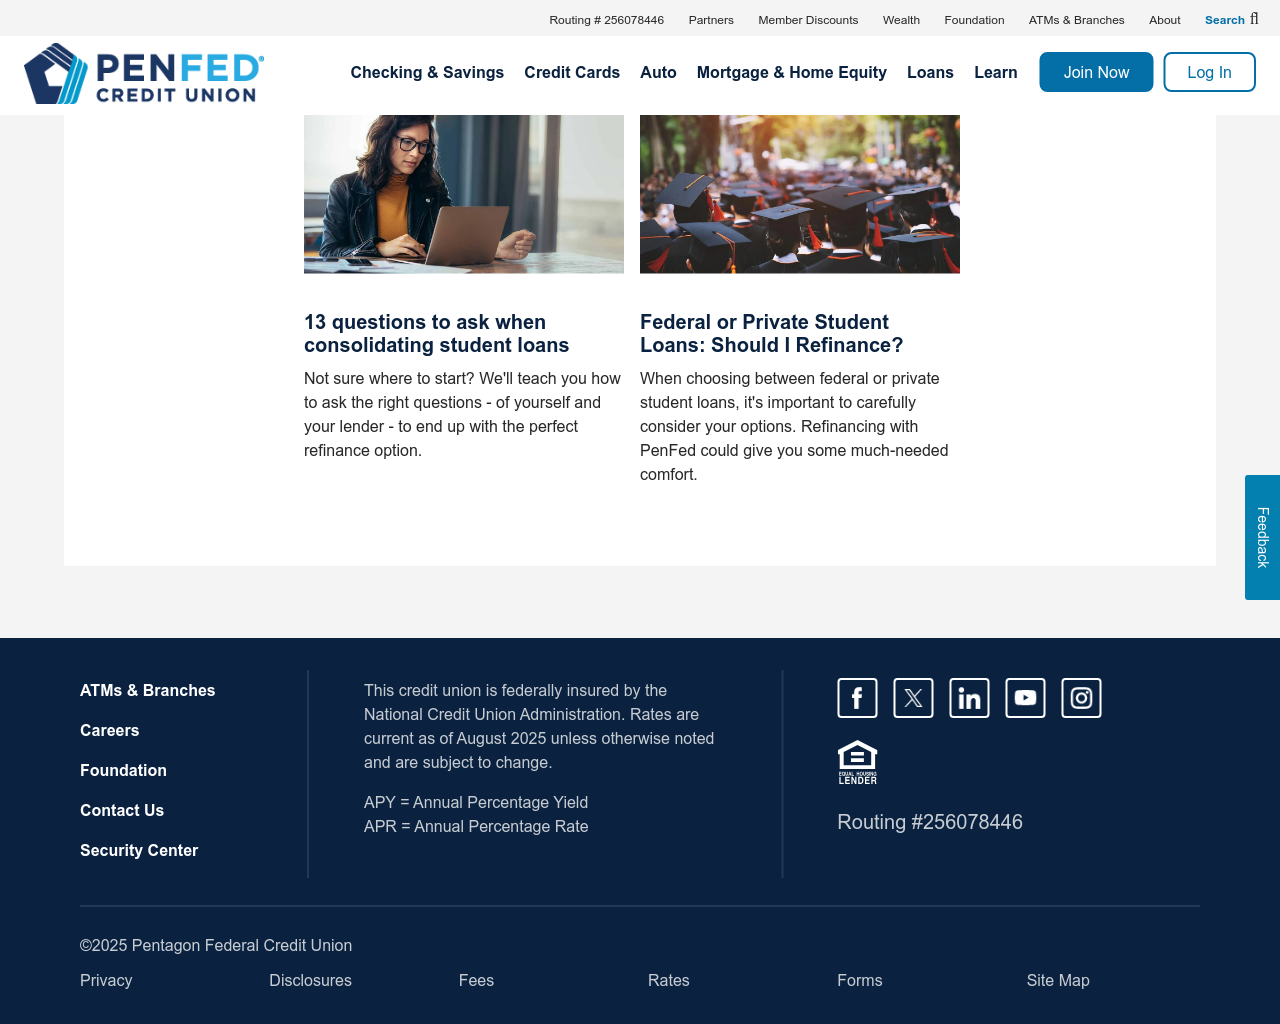 Routing # 256078446
Partners
Member Discounts
Wealth
Foundation
ATMs & Branches
About
Search
PENFED®
CREDIT UNION
Checking & Savings
Credit Cards
Auto
Mortgage & Home Equity
Loans
Learn
Join Now
Log In
13 questions to ask when
consolidating student loans
Not sure where to start? We'll teach you how
to ask the right questions - of yourself and
your lender - to end up with the perfect
refinance option.
Federal or Private Student
Loans: Should I Refinance?
When choosing between federal or private
student loans, it's important to carefully
consider your options. Refinancing with
PenFed could give you some much-needed
comfort.
Feedback
ATMs & Branches
Careers
Foundation
Contact Us
Security Center
This credit union is federally insured by the
National Credit Union Administration. Rates are
current as of August 2025 unless otherwise noted
and are subject to change.
APY = Annual Percentage Yield
APR = Annual Percentage Rate
EQUAL HOUSING
LENDER
Routing #256078446
©2025 Pentagon Federal Credit Union
Privacy
Disclosures
Fees
Rates
Forms
Site Map